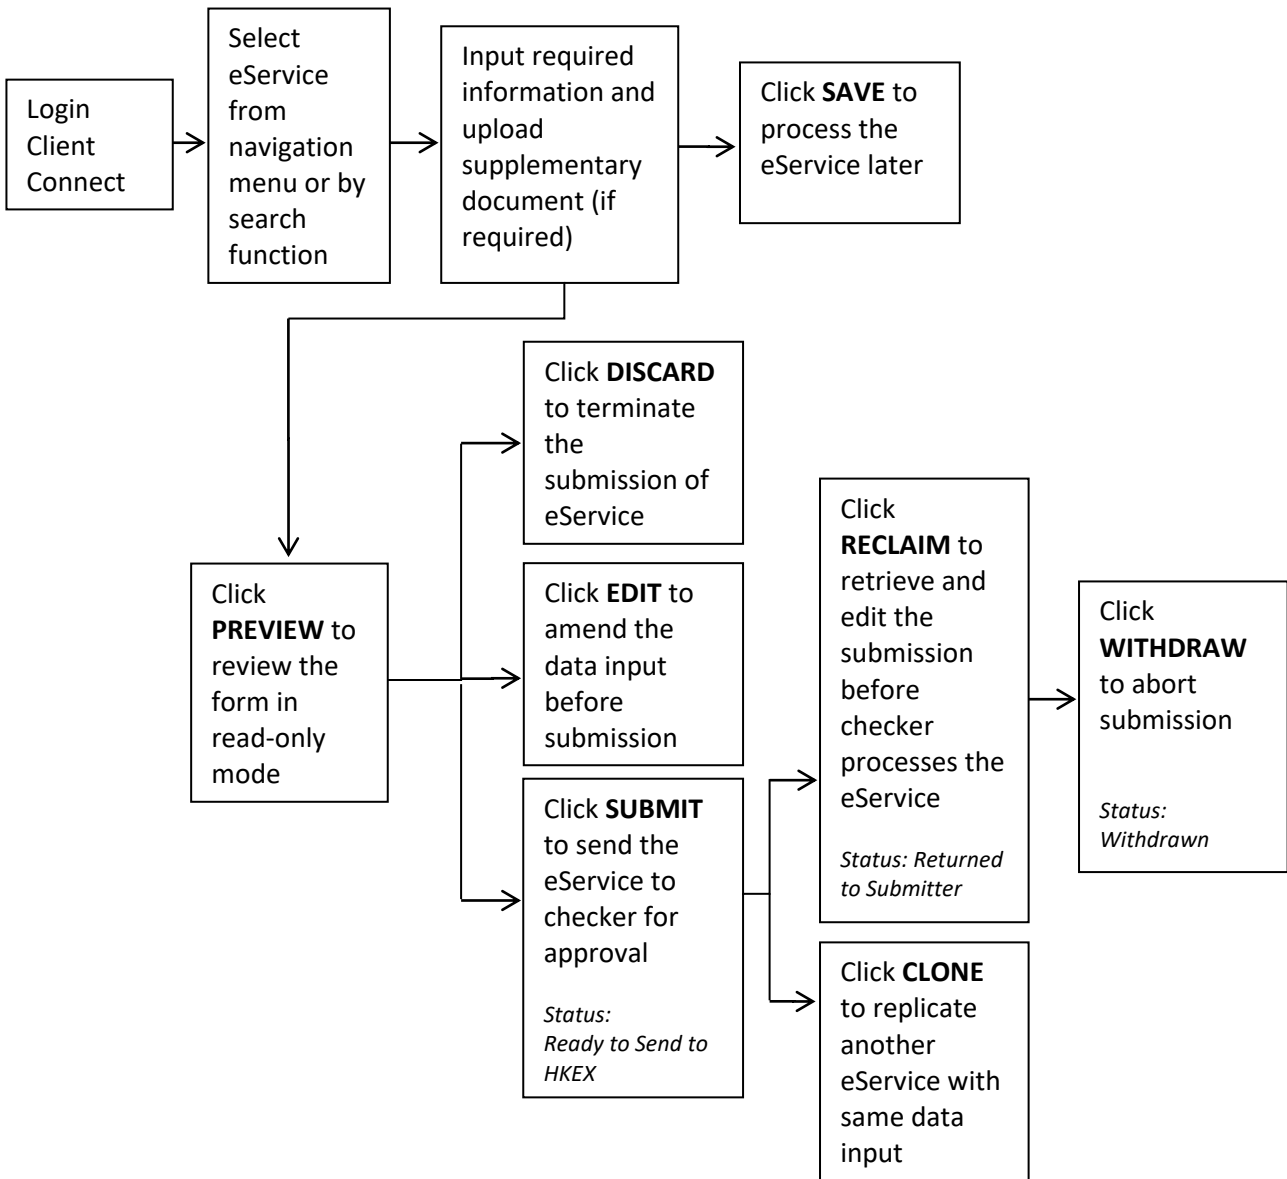 Login
Client
Connect
Select
eService
from
navigation
menu or by
search
function
Input required
information and
upload
supplementary
document (if
required)
Click SAVE to
process the
eService later
Click DISCARD
to terminate
the
submission of
eService
Click
PREVIEW to
review the
form in
read-only
mode
Click EDIT to
amend the
data input
before
submission
Click SUBMIT
to send the
eService to
checker for
approval
Status:
Ready to Send to
HKEX
Click
RECLAIM to
retrieve and
edit the
submission
before
checker
processes the
eService
Status: Returned
to Submitter
Click
WITHDRAW
to abort
submission
Status:
Withdrawn
Click CLONE
to replicate
another
eService with
same data
input